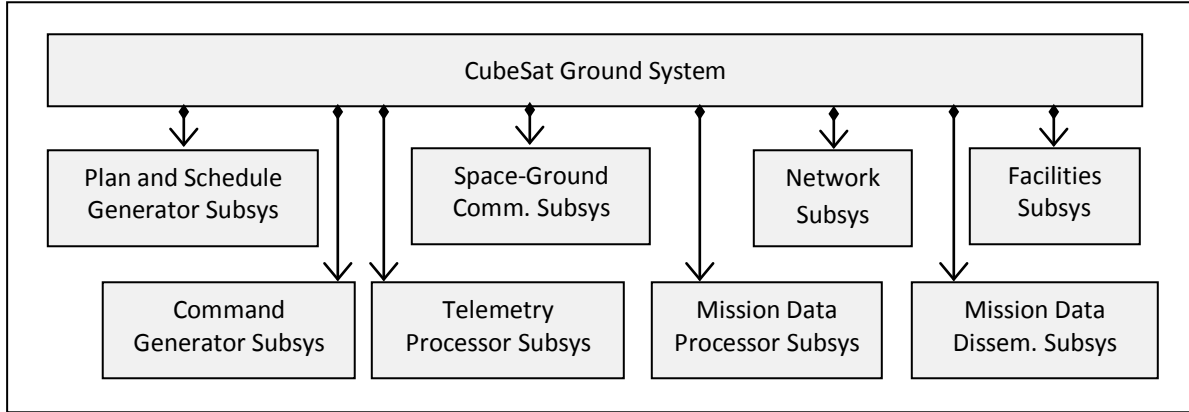 CubeSat Ground System
Plan and Schedule
Generator Subsys
Space-Ground
Comm. Subsys
Network
Subsys
Facilities
Subsys
Command
Generator Subsys
Telemetry
Processor Subsys
Mission Data
Processor Subsys
Mission Data
Dissem. Subsys